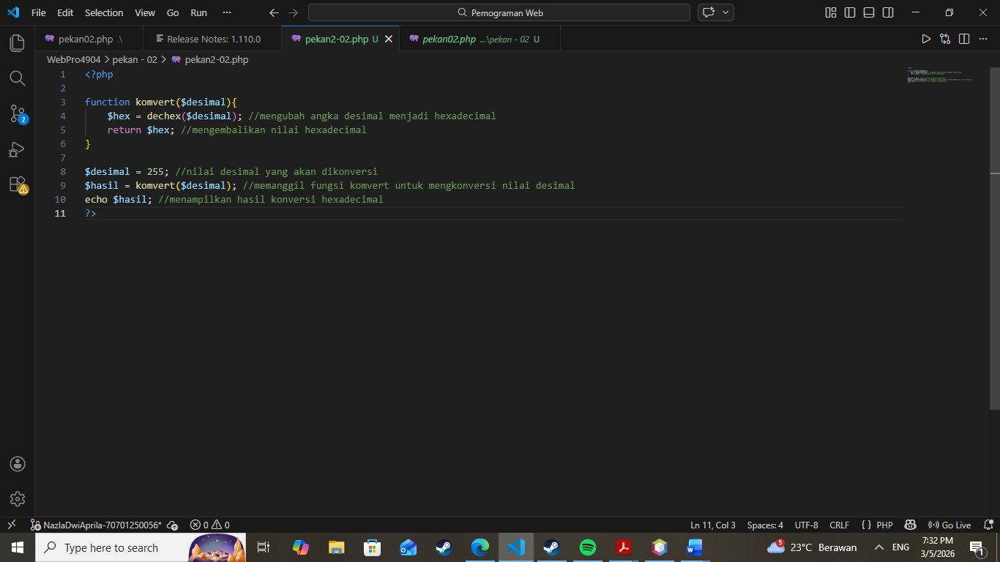 File Edit Selection View Go Run ··· Pemograman Web
pekan02.php .\ Release Notes: 1.110.0 pekan2-02.php U pekan02.php ...\pekan - 02 U
WebPro4904 > pekan - 02 > pekan2-02.php
1 <?php
2
3 function komvert($desimal){
4 $hex = dechex($desimal); //mengubah angka desimal menjadi hexadecimal
5 return $hex; //mengembalikan nilai hexadecimal
6 }
7
8 $desimal = 255; //nilai desimal yang akan dikonversi
9 $hasil = komvert($desimal); //memanggil fungsi komvert untuk mengkonversi nilai desimal
10 echo $hasil; //menampilkan hasil konversi hexadecimal
11 ?>
2
NazlaDwiAprila-70701250056* 0 0 Ln 11, Col 3 Spaces: 4 UTF-8 CRLF { } PHP Go Live
Type here to search 5 23°C Berawan ENG 7:32 PM 1
3/5/2026